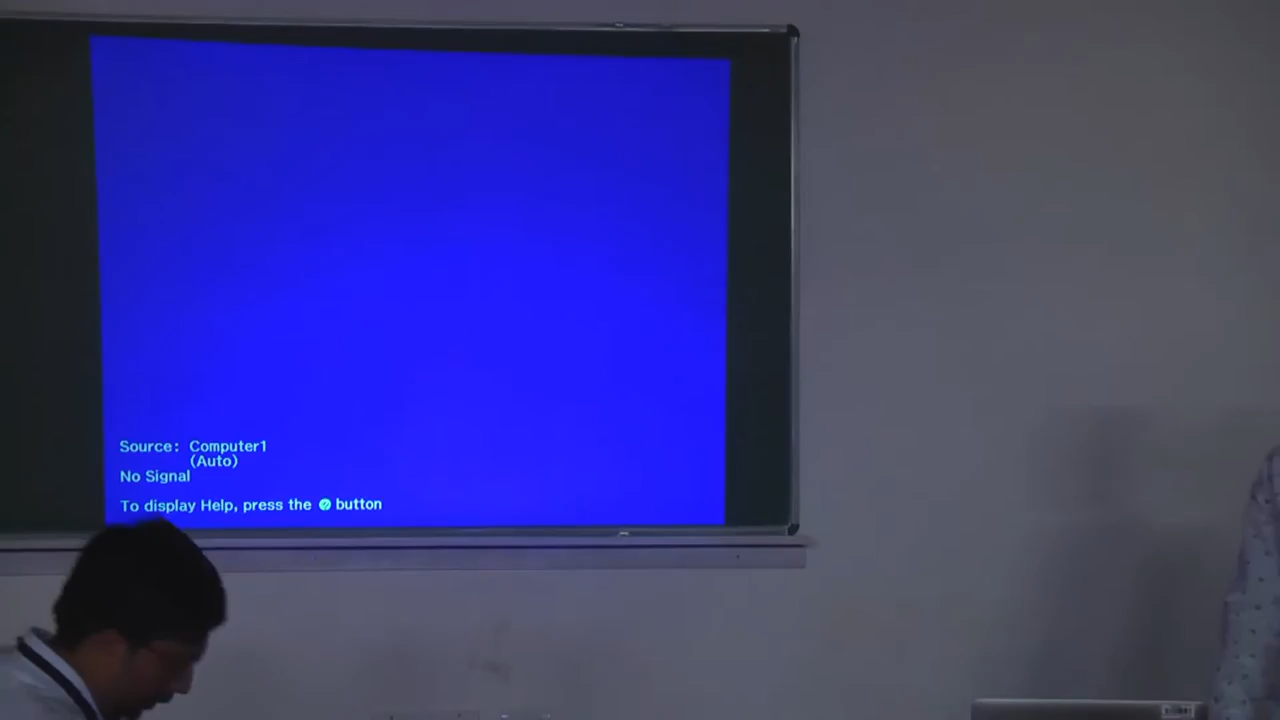 Source: Computer1
(Auto)
No Signal
To display Help, press the button